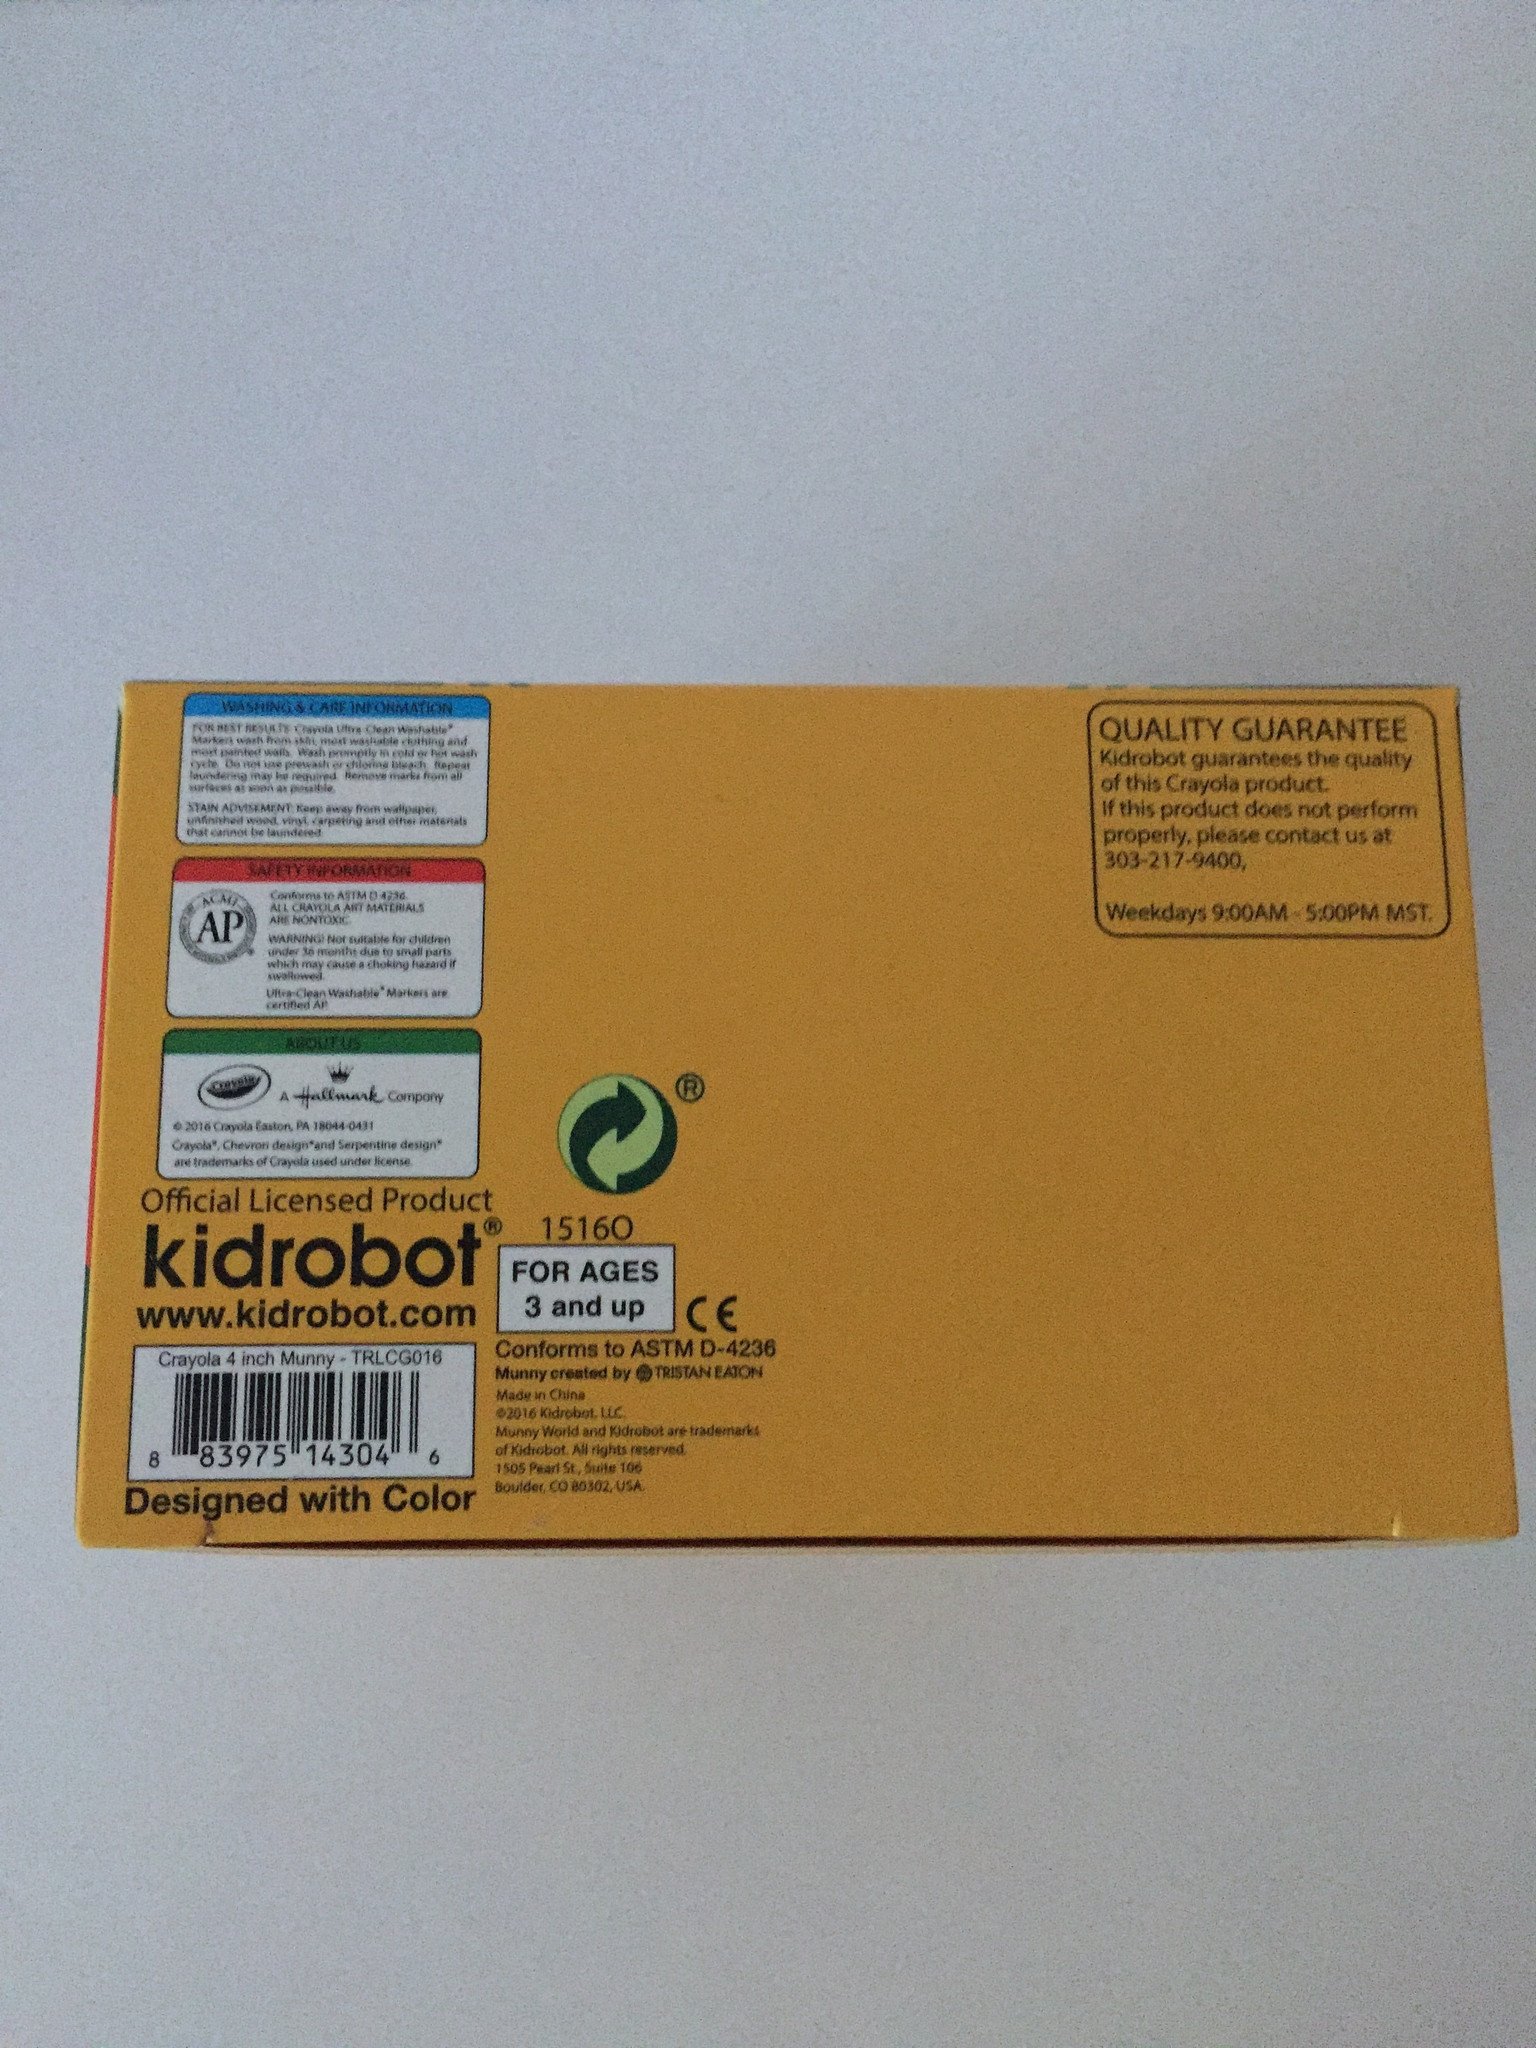 WASHING & CARE INFORMATION
FOR BEST RESULTS: Crayola Ultra-Clean Washable®
Markers wash from skin, most washable clothing and
most painted walls. Wash promptly in cold or hot wash
cycle. Do not use prewash or chlorine bleach. Repeat
laundering may be required. Remove marks from all
surfaces as soon as possible.
STAIN ADVISEMENT: Keep away from wallpaper,
unfinished wood, vinyl, carpeting and other materials
that cannot be laundered.
SAFETY INFORMATION
ACMI
AP
Conforms to ASTM D-4236.
ALL CRAYOLA ART MATERIALS
ARE NONTOXIC.
WARNING! Not suitable for children
under 36 months due to small parts
which may cause a choking hazard if
swallowed.
Ultra-Clean Washable® Markers are
certified AP.
ABOUT US
Crayola
A Hallmark Company
© 2016 Crayola Easton, PA 18044-0431
Crayola®, Chevron design® and Serpentine design®
are trademarks of Crayola used under license.
Official Licensed Product
kidrobot®
www.kidrobot.com
Crayola 4 inch Munny - TRLCG016
8 83975 14304 6
Designed with Color
®
1516O
FOR AGES
3 and up
CE
Conforms to ASTM D-4236
Munny created by TRISTAN EATON
Made in China
©2016 Kidrobot, LLC.
Munny World and Kidrobot are trademarks
of Kidrobot. All rights reserved.
1505 Pearl St., Suite 106
Boulder, CO 80302, USA.
QUALITY GUARANTEE
Kidrobot guarantees the quality
of this Crayola product.
If this product does not perform
properly, please contact us at
303-217-9400,
Weekdays 9:00AM - 5:00PM MST.